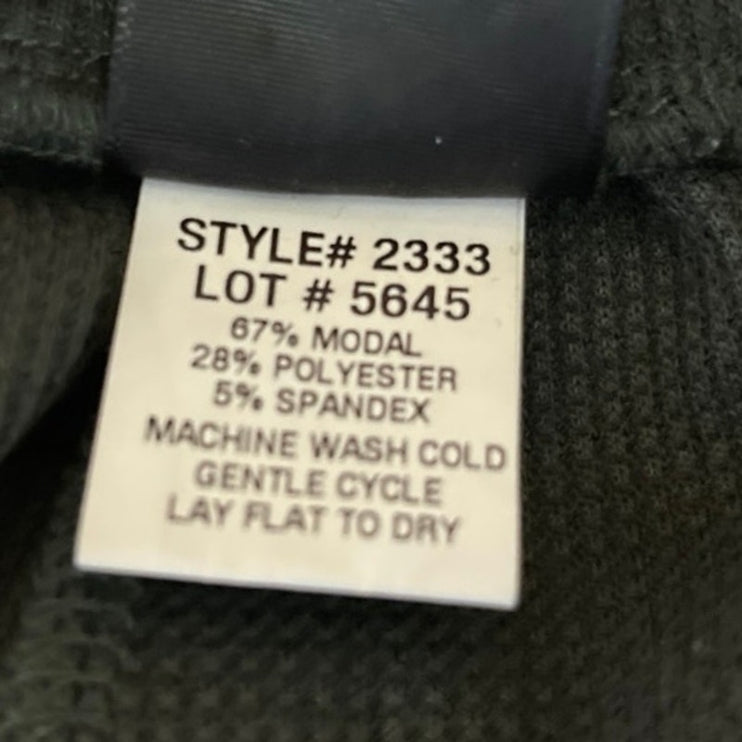 STYLE# 2333
LOT # 5645
67% MODAL
28% POLYESTER
5% SPANDEX
MACHINE WASH COLD
GENTLE CYCLE
LAY FLAT TO DRY